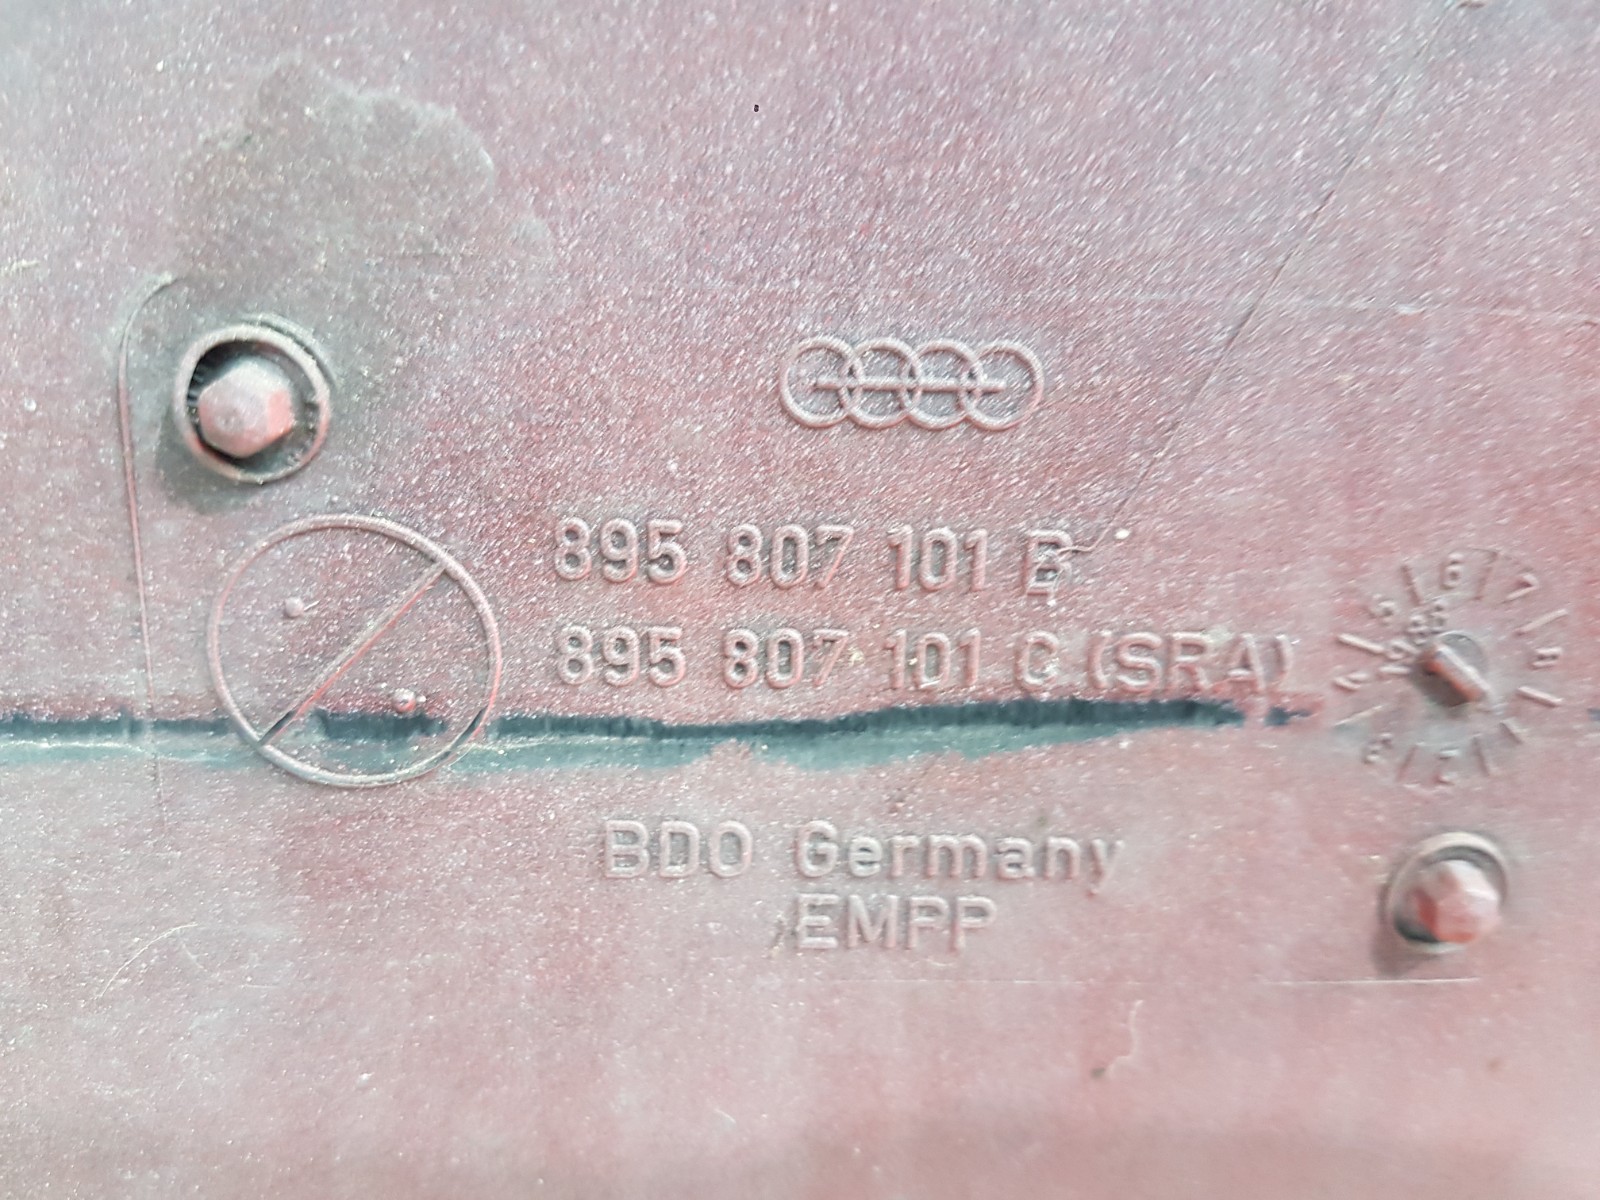 895 807 101 B
895 807 101 G (SRA)
BDO Germany
EMPP